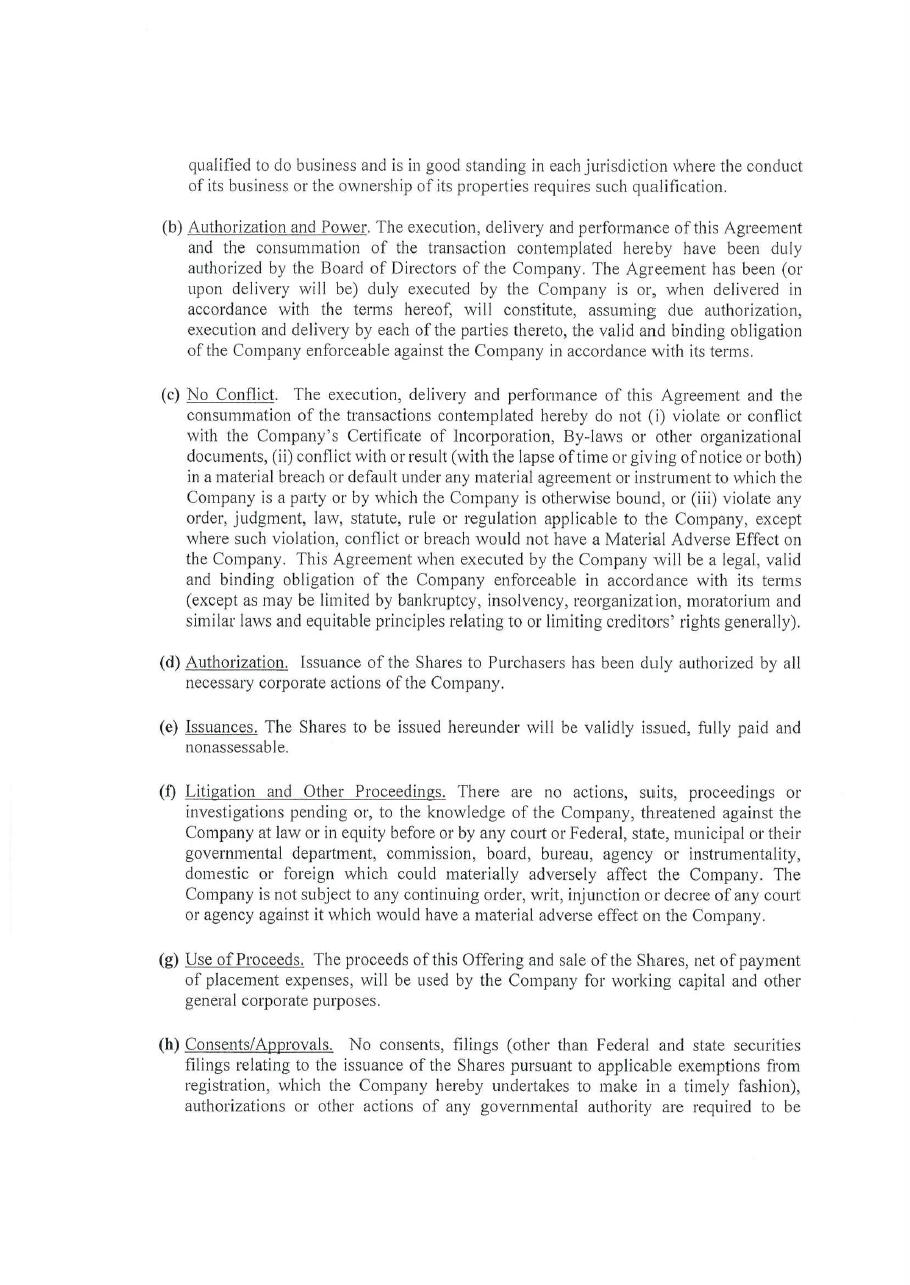 qualified to do business and is in good standing in each jurisdiction where the conduct
of its business or the ownership of its properties requires such qualification.
(b) Authorization and Power. The execution, delivery and performance of this Agreement
and the consummation of the transaction contemplated hereby have been duly
authorized by the Board of Directors of the Company. The Agreement has been (or
upon delivery will be) duly executed by the Company is or, when delivered in
accordance with the terms hereof, will constitute, assuming due authorization,
execution and delivery by each of the parties thereto, the valid and binding obligation
of the Company enforceable against the Company in accordance with its terms.
(c) No Conflict. The execution, delivery and performance of this Agreement and the
consummation of the transactions contemplated hereby do not (i) violate or conflict
with the Company's Certificate of Incorporation, By-laws or other organizational
documents, (ii) conflict with or result (with the lapse of time or giving of notice or both)
in a material breach or default under any material agreement or instrument to which the
Company is a party or by which the Company is otherwise bound, or (iii) violate any
order, judgment, law, statute, rule or regulation applicable to the Company, except
where such violation, conflict or breach would not have a Material Adverse Effect on
the Company. This Agreement when executed by the Company will be a legal, valid
and binding obligation of the Company enforceable in accordance with its terms
(except as may be limited by bankruptcy, insolvency, reorganization, moratorium and
similar laws and equitable principles relating to or limiting creditors' rights generally).
(d) Authorization. Issuance of the Shares to Purchasers has been duly authorized by all
necessary corporate actions of the Company.
(e) Issuances. The Shares to be issued hereunder will be validly issued, fully paid and
nonassessable.
(f) Litigation and Other Proceedings. There are no actions, suits, proceedings or
investigations pending or, to the knowledge of the Company, threatened against the
Company at law or in equity before or by any court or Federal, state, municipal or their
governmental department, commission, board, bureau, agency or instrumentality,
domestic or foreign which could materially adversely affect the Company. The
Company is not subject to any continuing order, writ, injunction or decree of any court
or agency against it which would have a material adverse effect on the Company.
(g) Use of Proceeds. The proceeds of this Offering and sale of the Shares, net of payment
of placement expenses, will be used by the Company for working capital and other
general corporate purposes.
(h) Consents/Approvals. No consents, filings (other than Federal and state securities
filings relating to the issuance of the Shares pursuant to applicable exemptions from
registration, which the Company hereby undertakes to make in a timely fashion),
authorizations or other actions of any governmental authority are required to be